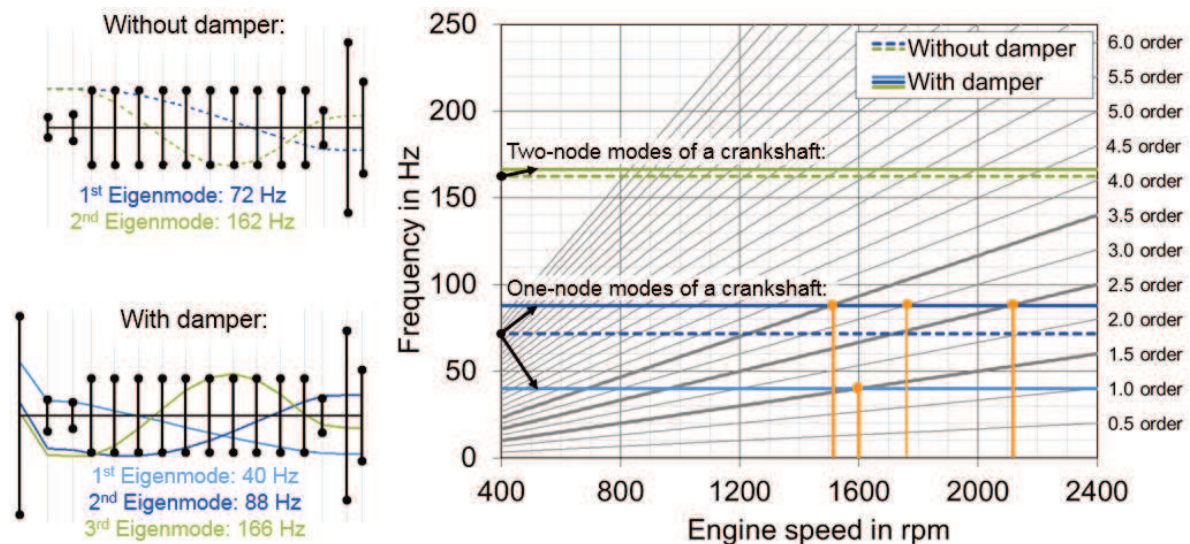 Without damper:
1st Eigenmode: 72 Hz
2nd Eigenmode: 162 Hz
With damper:
1st Eigenmode: 40 Hz
2nd Eigenmode: 88 Hz
3rd Eigenmode: 166 Hz
Frequency in Hz
250
200
150
100
50
0
Without damper
With damper
Two-node modes of a crankshaft:
One-node modes of a crankshaft:
6.0 order
5.5 order
5.0 order
4.5 order
4.0 order
3.5 order
3.0 order
2.5 order
2.0 order
1.5 order
1.0 order
0.5 order
400 800 1200 1600 2000 2400
Engine speed in rpm